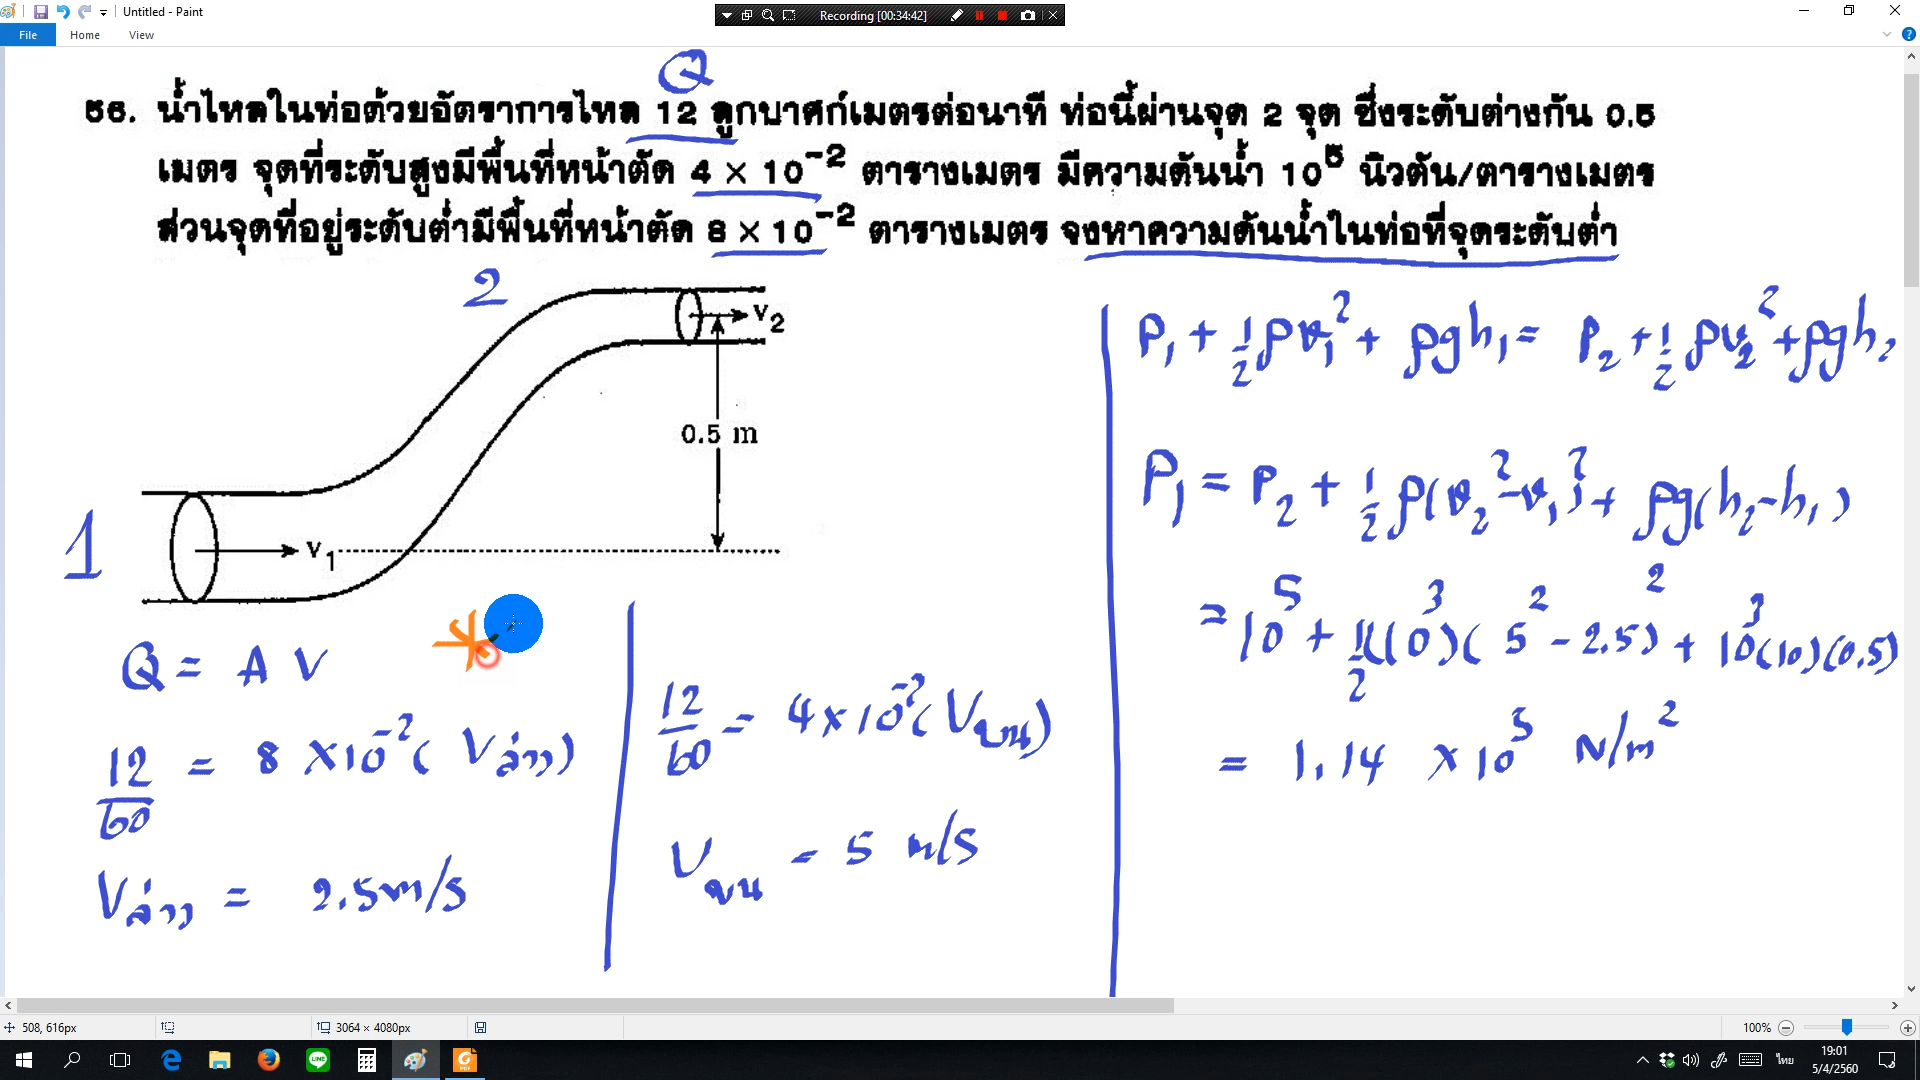 Untitled - Paint
Recording [00:34:42]
File Home View
Q
56. น้ำไหลในท่อด้วยอัตราการไหล 12 ลูกบาศก์เมตรต่อนาที ท่อนี้ผ่านจุด 2 จุด ซึ่งระดับต่างกัน 0.5
เมตร จุดที่ระดับสูงมีพื้นที่หน้าตัด 4 × 10⁻² ตารางเมตร มีความดันน้ำ 10⁵ นิวตัน/ตารางเมตร
ส่วนจุดที่อยู่ระดับต่ำมีพื้นที่หน้าตัด 8 × 10⁻² ตารางเมตร จงหาความดันน้ำในท่อที่จุดระดับต่ำ
2
V₂
0.5 m
1
V₁
Q = A V
12/60 = 8 × 10⁻² ( Vล่าง )
Vล่าง = 2.5 m/s
12/60 = 4 × 10⁻² ( Vบน )
Vบน = 5 m/s
P₁ + ½ ρv₁² + ρgh₁ = P₂ + ½ ρv₂² + ρgh₂
P₁ = P₂ + ½ ρ(v₂² - v₁²) + ρg(h₂ - h₁)
= 10⁵ + ½(10³)( 5² - 2.5²) + 10³(10)(0.5)
= 1.14 × 10⁵ N/m²
508, 616px
3064 × 4080px
100%
LINE
ไทย
19:01
5/4/2560